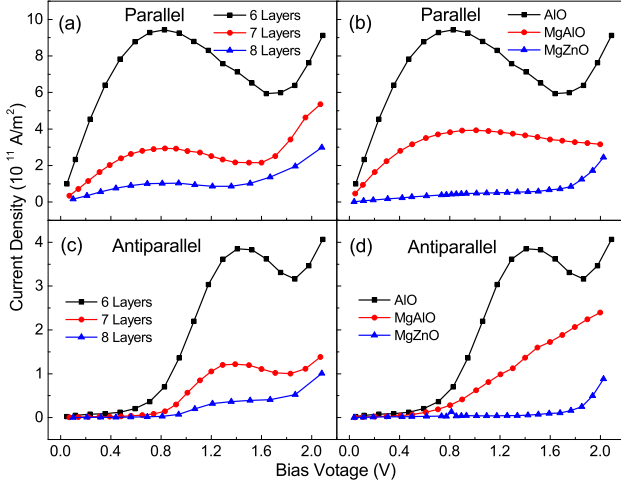 Parallel
(a)
6 Layers
7 Layers
8 Layers
10
8
6
4
2
0
Parallel
(b)
AlO
MgAlO
MgZnO
Current Density (10 11 A/m2)
(c)
Antiparallel
6 Layers
7 Layers
8 Layers
4
3
2
1
0
0.0 0.4 0.8 1.2 1.6 2.0
(d)
Antiparallel
AlO
MgAlO
MgZnO
0.0 0.4 0.8 1.2 1.6 2.0
Bias Votage (V)